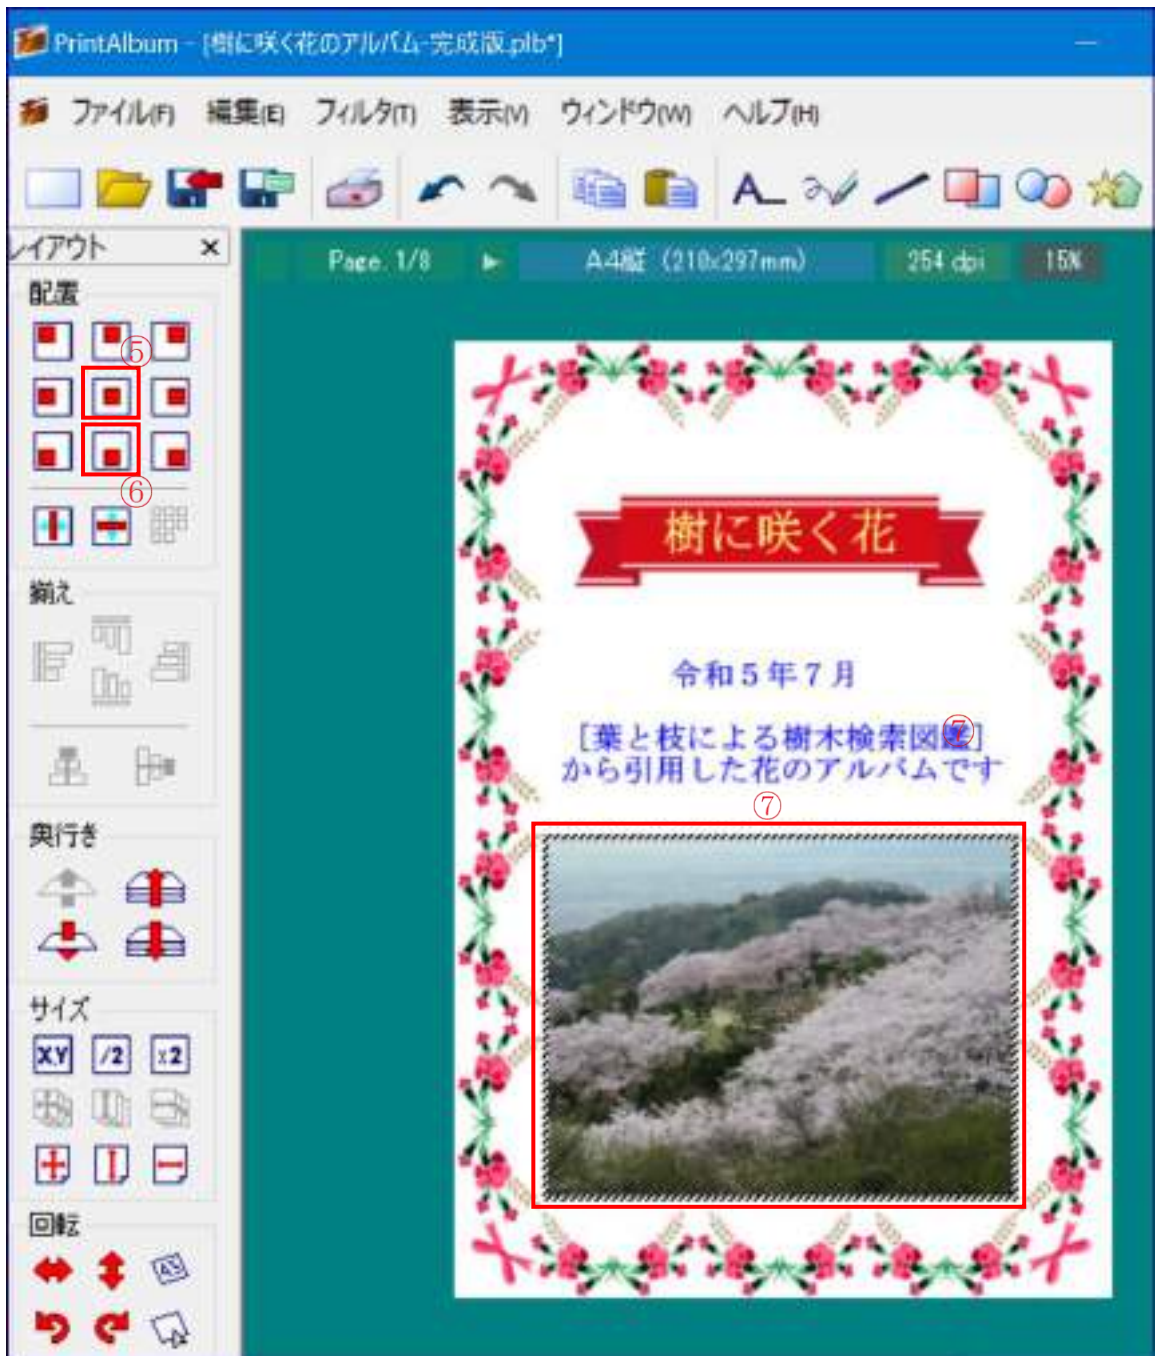 PrintAlbum - [樹に咲く花のアルバム-完成版.plb*]
ファイル(F) 編集(E) フィルタ(T) 表示(V) ウィンドウ(W) ヘルプ(H)
レイアウト ×
Page. 1/8 A4縦 (210x297mm) 254 dpi 15%
配置
⑤
⑥
樹に咲く花
揃え
令和5年7月
[葉と枝による樹木検索図鑑]
⑦
から引用した花のアルバムです
⑦
奥行き
サイズ
X,Y /2 x2
回転